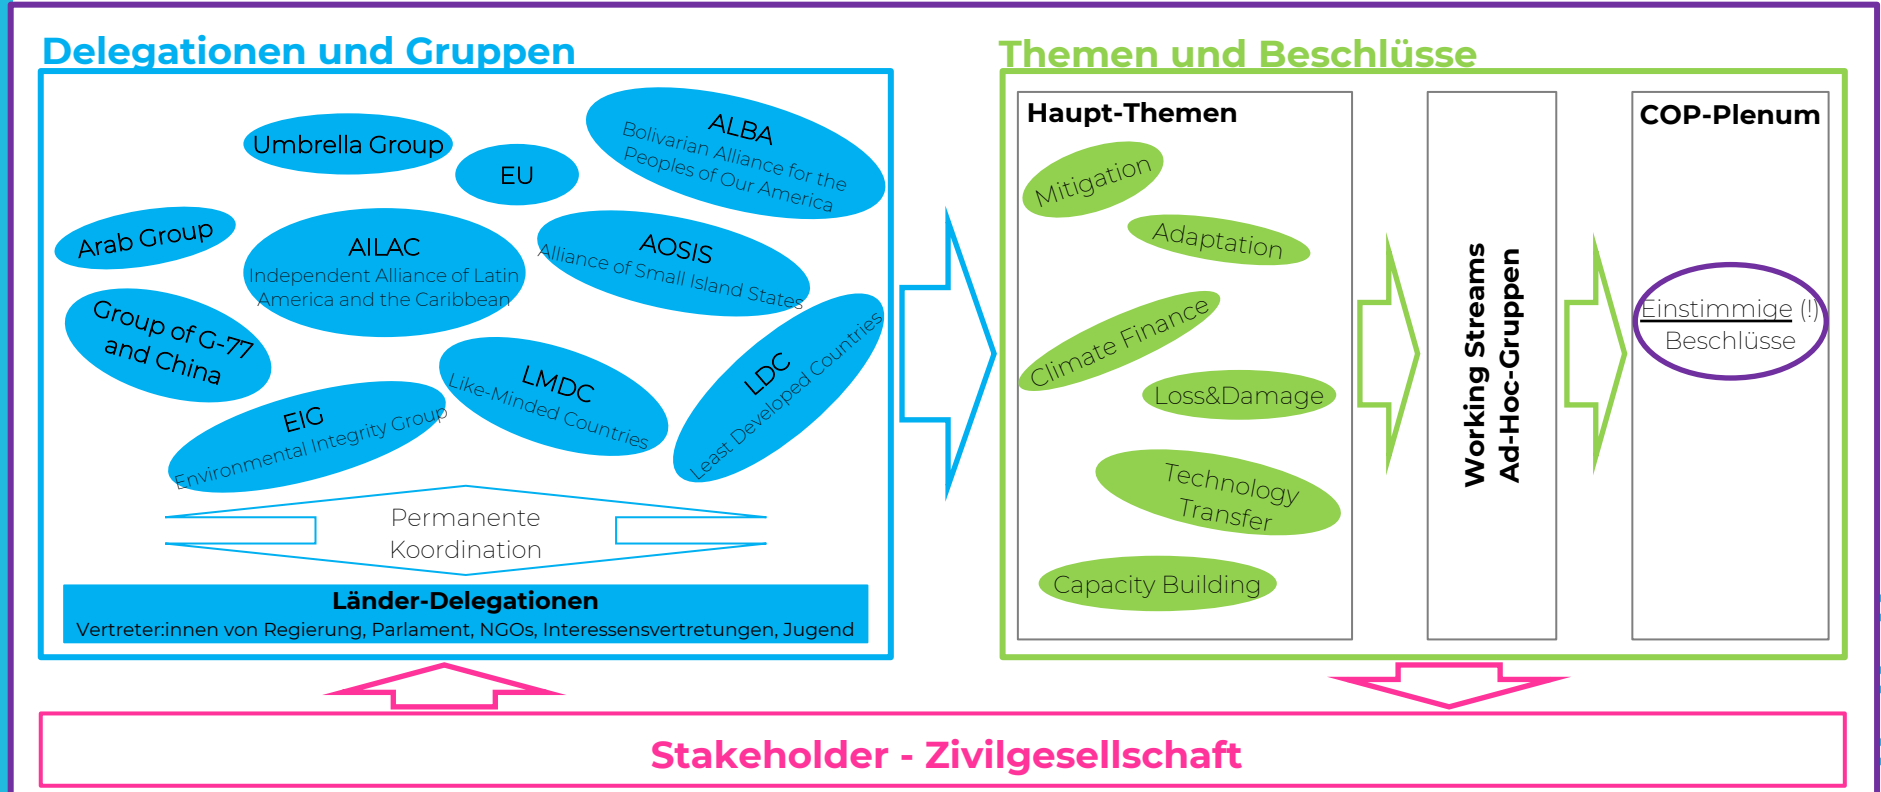 Delegationen und Gruppen
Umbrella Group
EU
ALBA
Bolivarian Alliance for the
Peoples of Our America
Arab Group
AILAC
Independent Alliance of Latin
America and the Caribbean
AOSIS
Alliance of Small Island States
Group of G-77
and China
EIG
Environmental Integrity Group
LMDC
Like-Minded Countries
LDC
Least Developed Countries
Permanente
Koordination
Länder-Delegationen
Vertreter:innen von Regierung, Parlament, NGOs, Interessensvertretungen, Jugend
Themen und Beschlüsse
Haupt-Themen
Mitigation
Adaptation
Climate Finance
Loss&Damage
Technology
Transfer
Capacity Building
Working Streams
Ad-Hoc-Gruppen
COP-Plenum
Einstimmige (!)
Beschlüsse
Stakeholder - Zivilgesellschaft